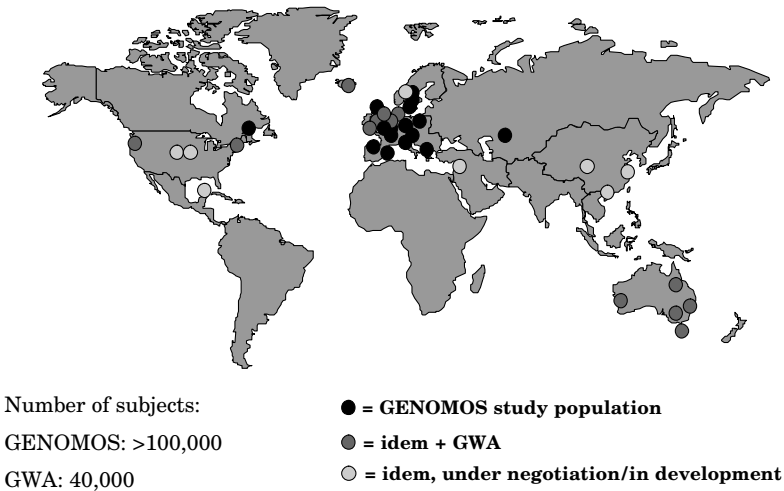 Number of subjects:
GENOMOS: >100,000
GWA: 40,000
= GENOMOS study population
= idem + GWA
= idem, under negotiation/in development